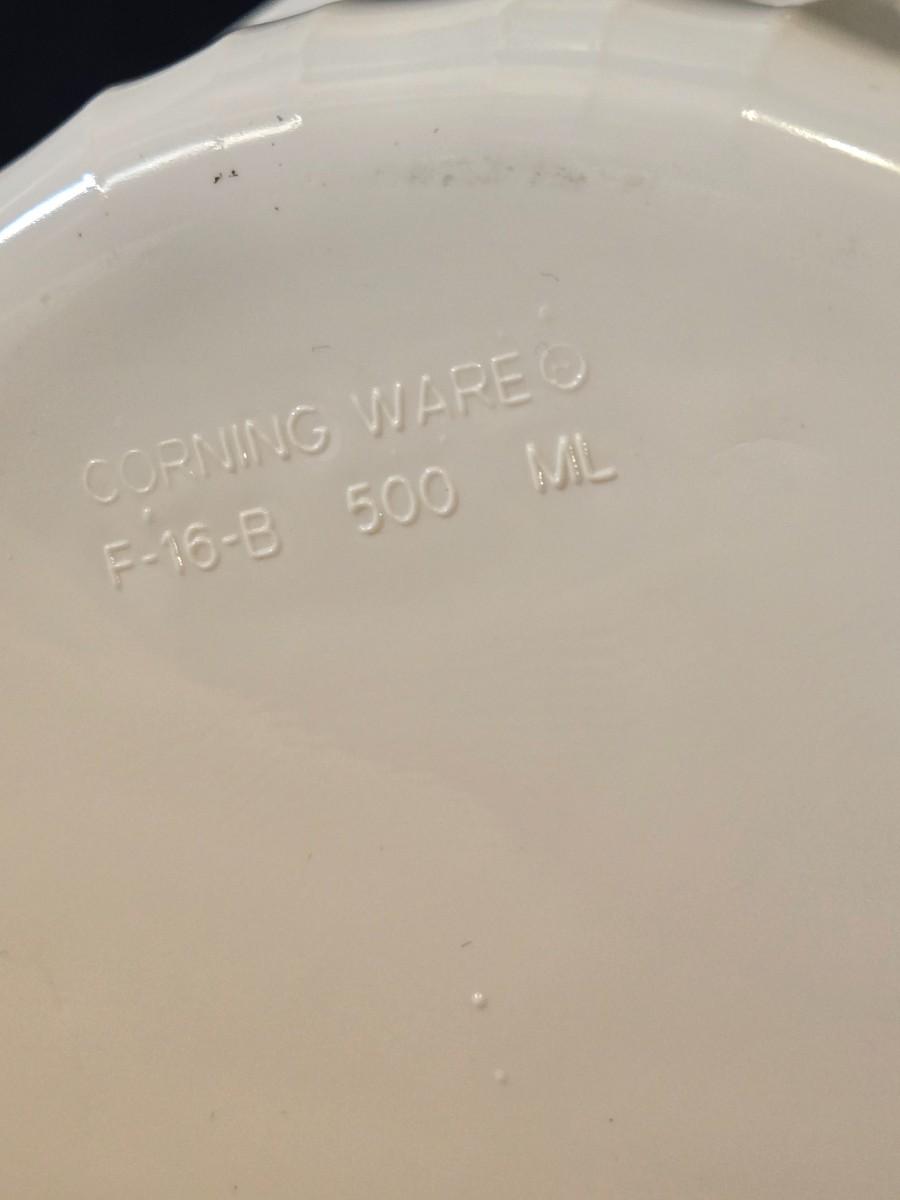 CORNING WARE®
F-16-B 500 ML